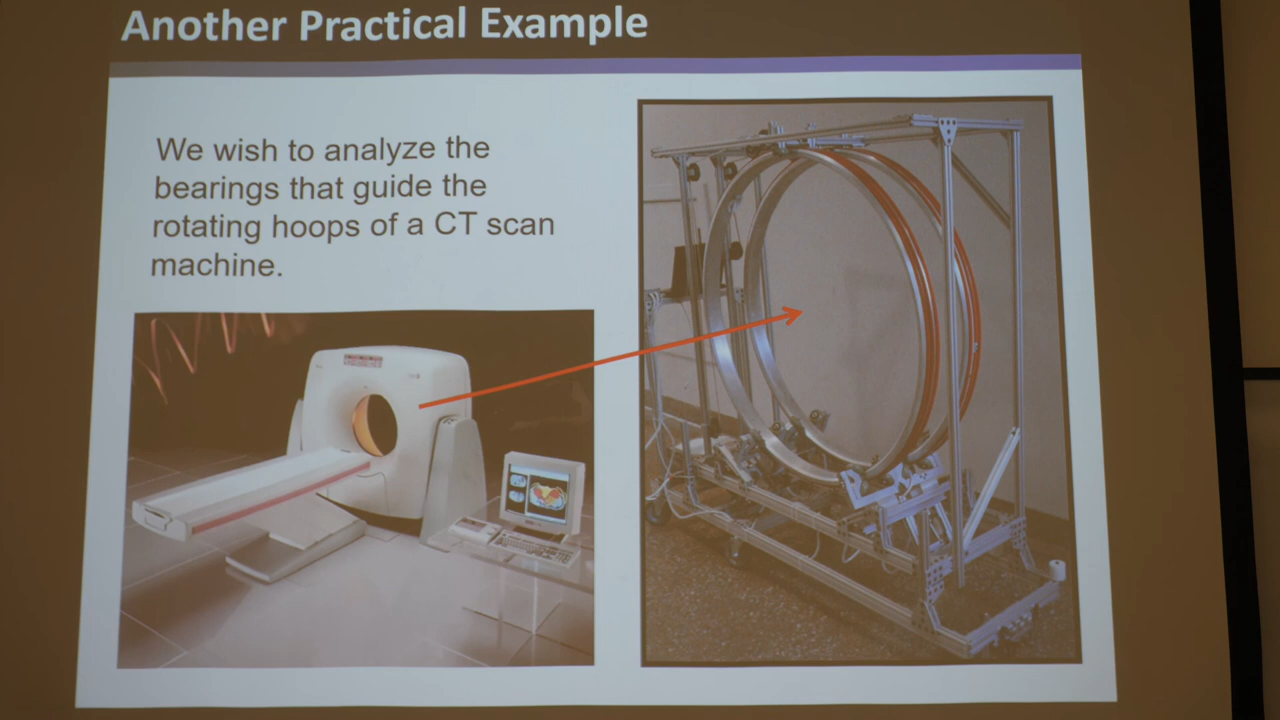 Another Practical Example
We wish to analyze the
bearings that guide the
rotating hoops of a CT scan
machine.